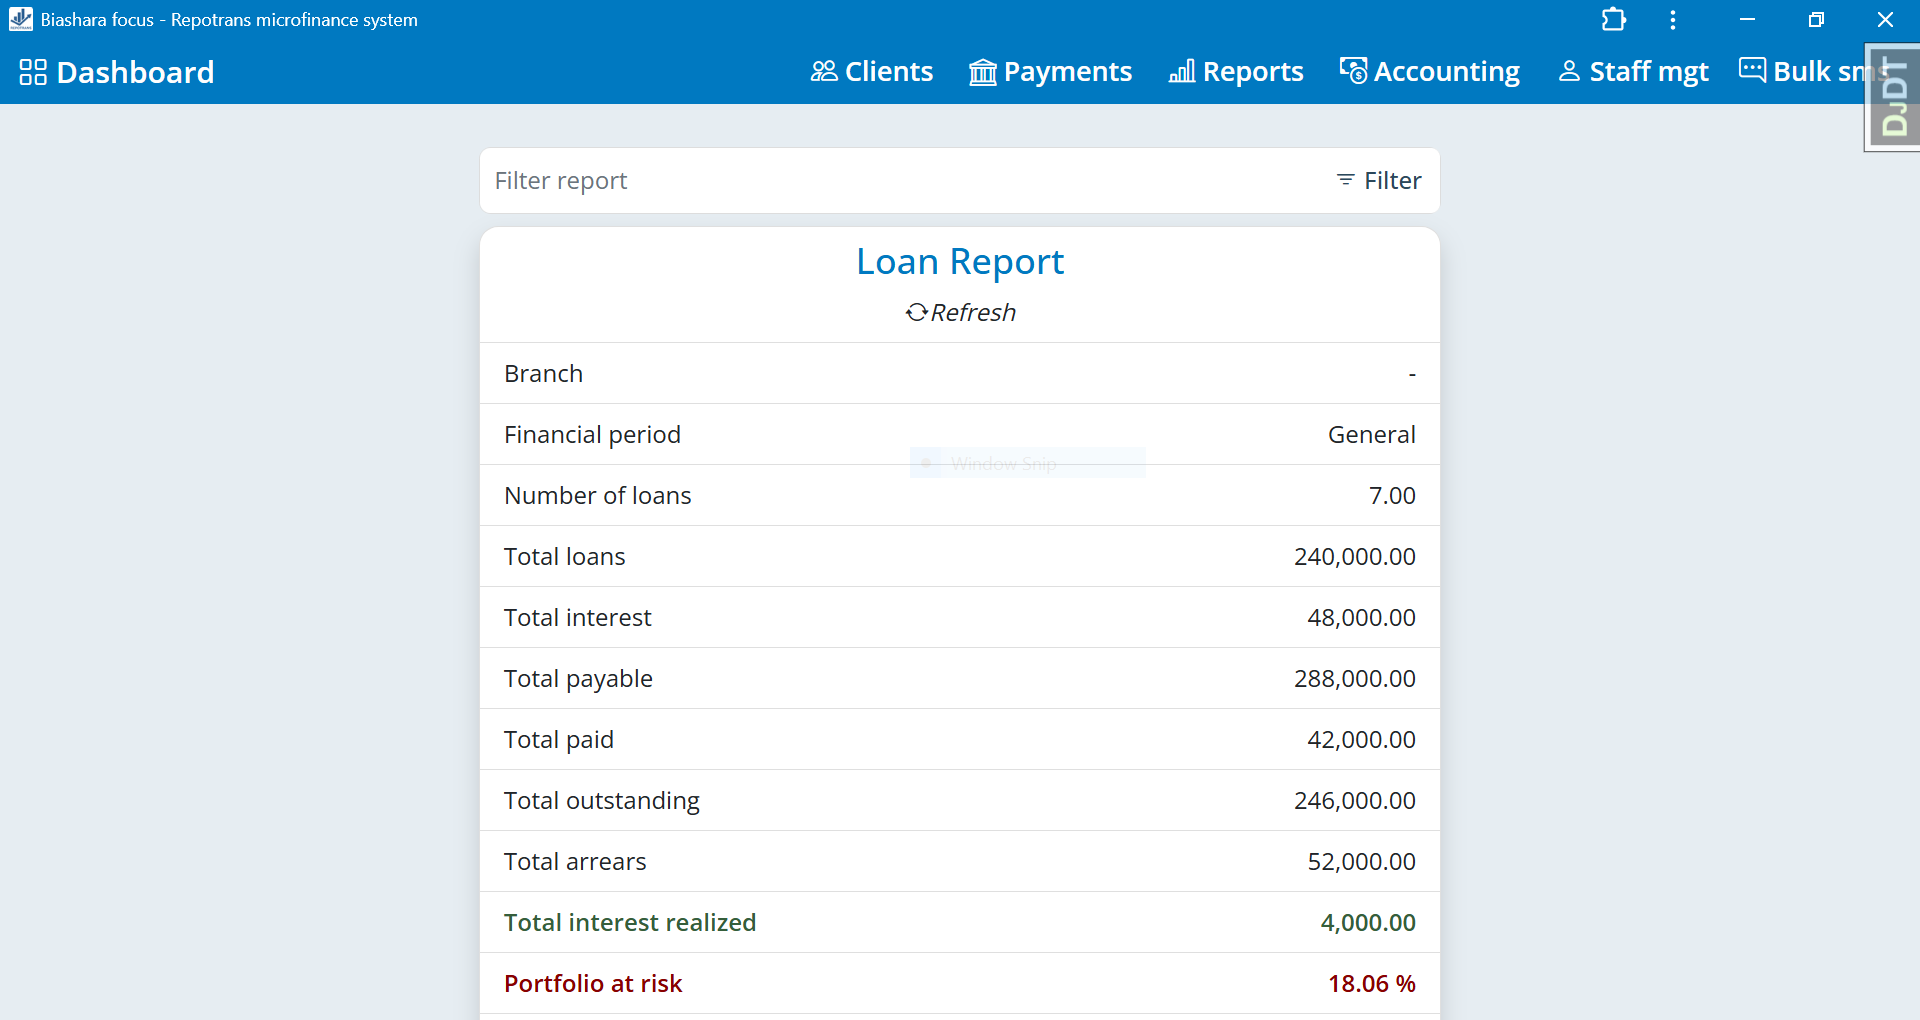 Biashara focus - Repotrans microfinance system
Dashboard
Clients
Payments
Reports
Accounting
Staff mgt
Bulk sms
DJDT
Filter report
Filter
Loan Report
Refresh
Branch -
Financial period General
Window Snip
Number of loans 7.00
Total loans 240,000.00
Total interest 48,000.00
Total payable 288,000.00
Total paid 42,000.00
Total outstanding 246,000.00
Total arrears 52,000.00
Total interest realized 4,000.00
Portfolio at risk 18.06 %